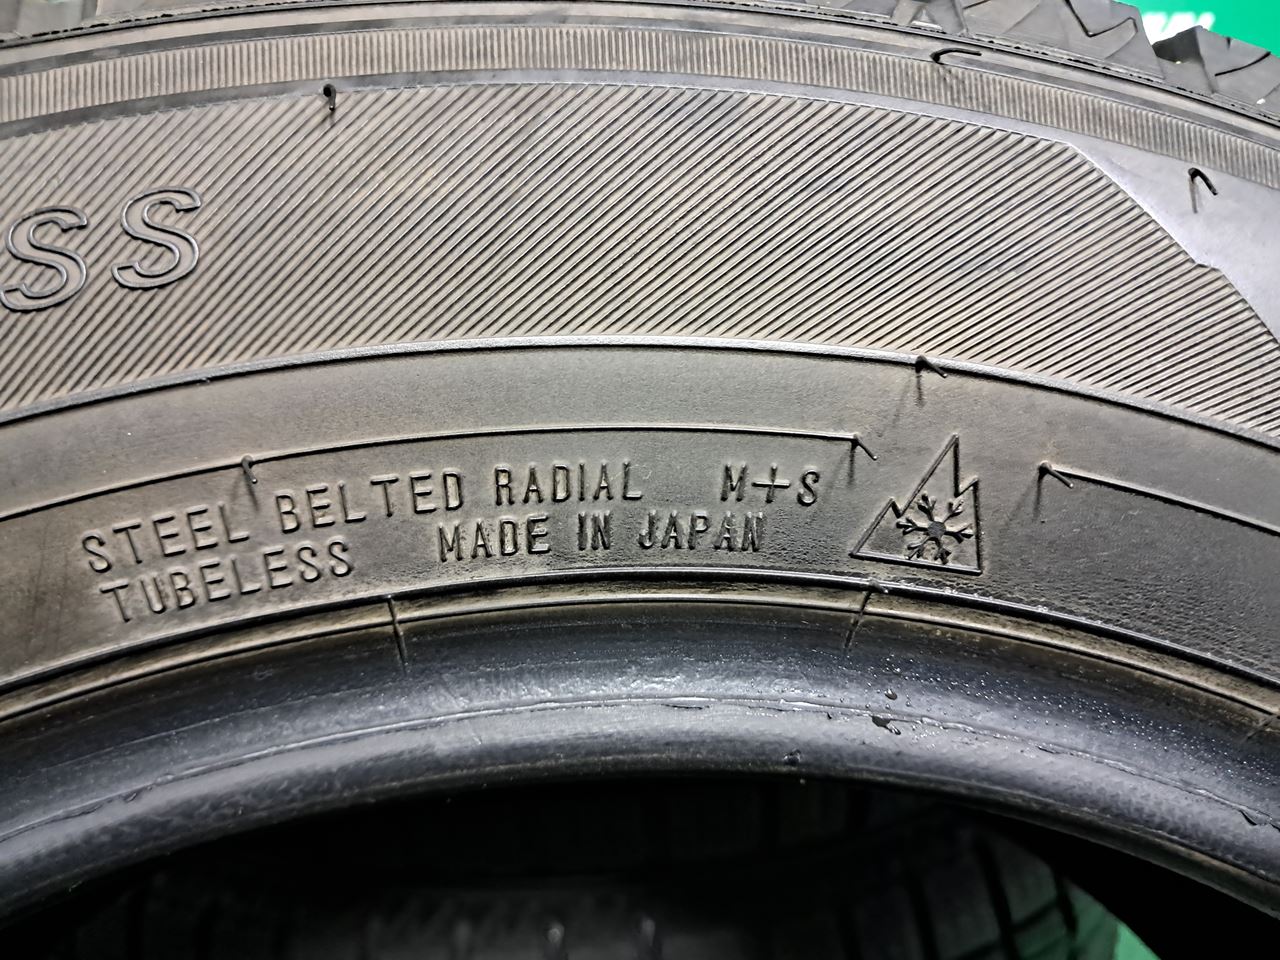 SS
STEEL BELTED RADIAL M+S
TUBELESS MADE IN JAPAN